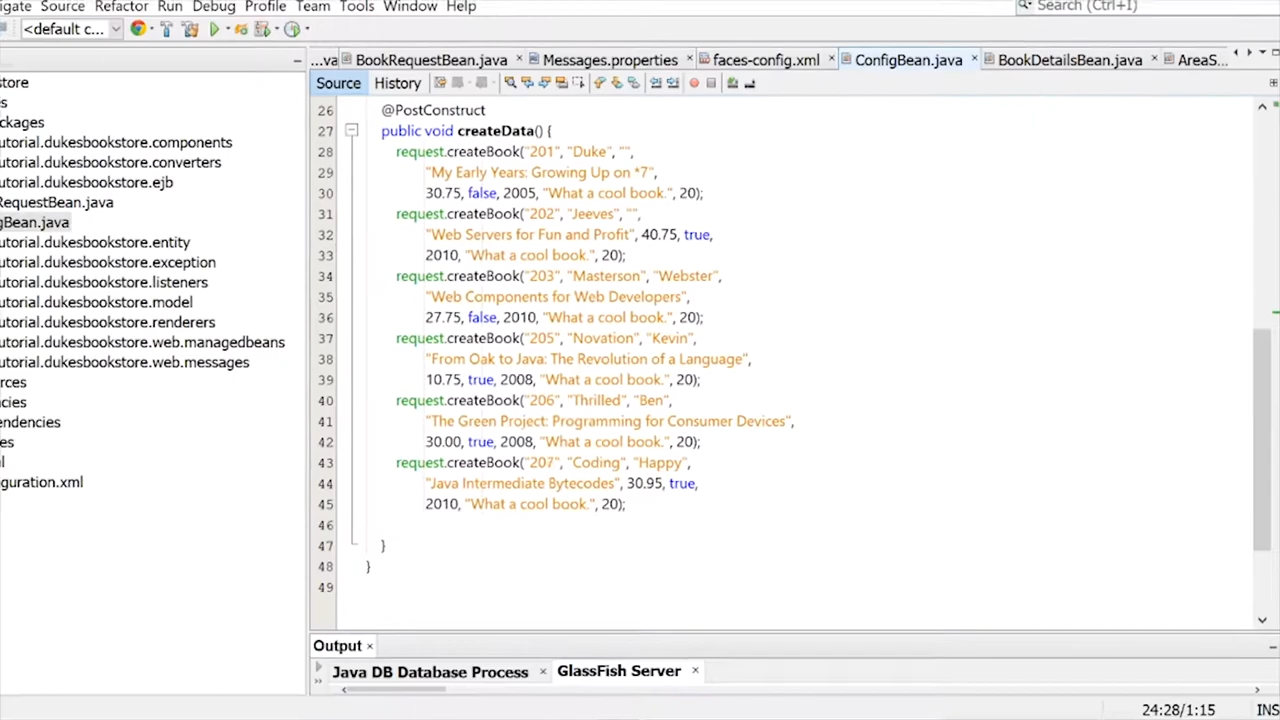 igate Source Refactor Run Debug Profile Team Tools Window Help
Search (Ctrl+I)
<default c...
...va BookRequestBean.java Messages.properties faces-config.xml ConfigBean.java BookDetailsBean.java AreaS...
Source History
store
s
ckages
utorial.dukesbookstore.components
utorial.dukesbookstore.converters
utorial.dukesbookstore.ejb
RequestBean.java
gBean.java
utorial.dukesbookstore.entity
utorial.dukesbookstore.exception
utorial.dukesbookstore.listeners
utorial.dukesbookstore.model
utorial.dukesbookstore.renderers
utorial.dukesbookstore.web.managedbeans
utorial.dukesbookstore.web.messages
rces
cies
endencies
es
l
guration.xml
26 @PostConstruct
27 public void createData() {
28 request.createBook("201", "Duke", "",
29 "My Early Years: Growing Up on *7",
30 30.75, false, 2005, "What a cool book.", 20);
31 request.createBook("202", "Jeeves", "",
32 "Web Servers for Fun and Profit", 40.75, true,
33 2010, "What a cool book.", 20);
34 request.createBook("203", "Masterson", "Webster",
35 "Web Components for Web Developers",
36 27.75, false, 2010, "What a cool book.", 20);
37 request.createBook("205", "Novation", "Kevin",
38 "From Oak to Java: The Revolution of a Language",
39 10.75, true, 2008, "What a cool book.", 20);
40 request.createBook("206", "Thrilled", "Ben",
41 "The Green Project: Programming for Consumer Devices",
42 30.00, true, 2008, "What a cool book.", 20);
43 request.createBook("207", "Coding", "Happy",
44 "Java Intermediate Bytecodes", 30.95, true,
45 2010, "What a cool book.", 20);
46
47 }
48 }
49
Output
Java DB Database Process GlassFish Server
24:28/1:15 INS